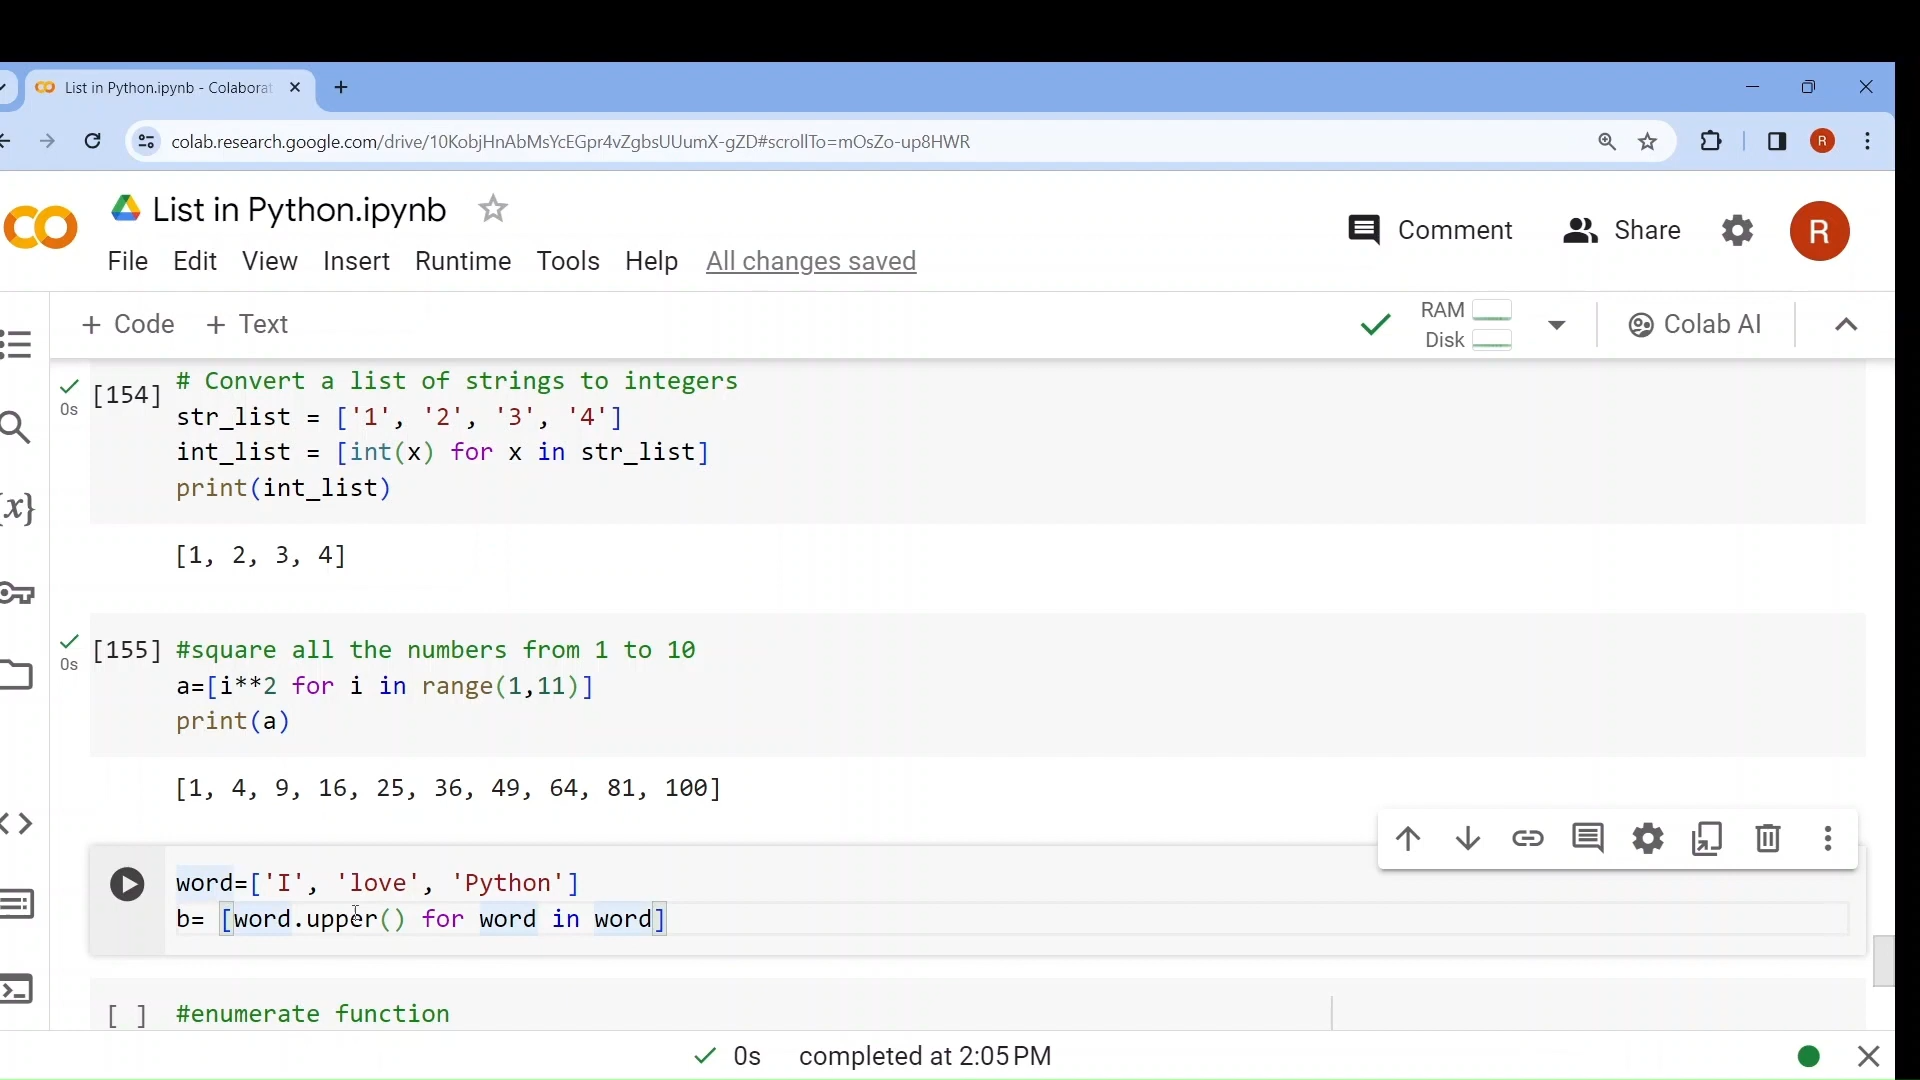 List in Python.ipynb - Colaborat
colab.research.google.com/drive/10KobjHnAbMsYcEGpr4vZgbsUUumX-gZD#scrollTo=mOsZo-up8HWR
R
List in Python.ipynb
Comment
Share
R
File Edit View Insert Runtime Tools Help All changes saved
+ Code + Text
RAM
Disk
Colab AI
[154] # Convert a list of strings to integers
0s
str_list = ['1', '2', '3', '4']
int_list = [int(x) for x in str_list]
print(int_list)
[1, 2, 3, 4]
{x}
[155] #square all the numbers from 1 to 10
0s
a=[i**2 for i in range(1,11)]
print(a)
[1, 4, 9, 16, 25, 36, 49, 64, 81, 100]
word=['I', 'love', 'Python']
b= [word.upper() for word in word]
[ ] #enumerate function
0s completed at 2:05 PM